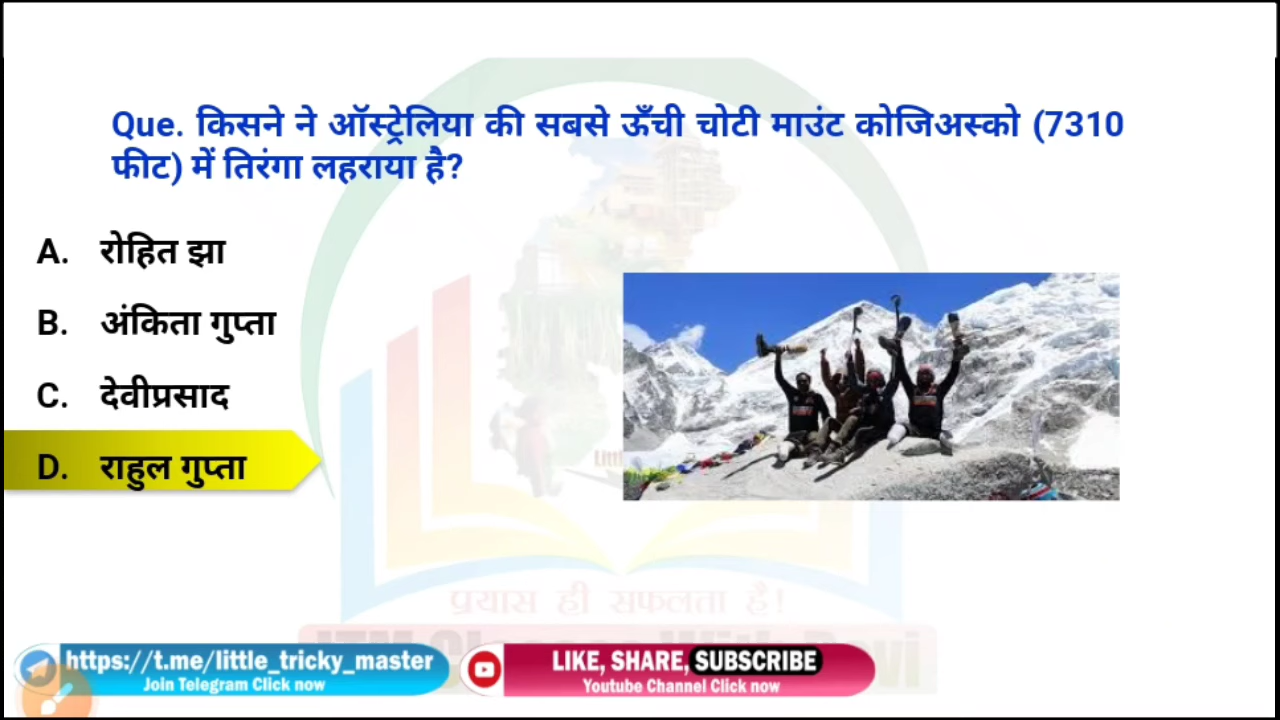 Que. किसने ने ऑस्ट्रेलिया की सबसे ऊँची चोटी माउंट कोजिअस्को (7310
फीट) में तिरंगा लहराया है?
A. रोहित झा
B. अंकिता गुप्ता
C. देवीप्रसाद
D. राहुल गुप्ता
प्रयास ही सफलता है!
https://t.me/little_tricky_master
Join Telegram Click now
LIKE, SHARE, SUBSCRIBE
Youtube Channel Click now